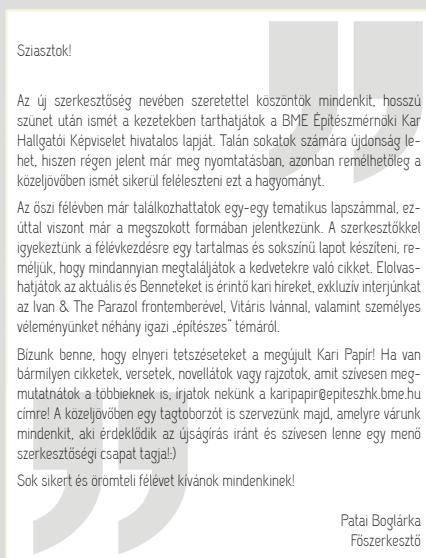 Sziasztok!
Az új szerkesztőség nevében szeretettel köszöntök mindenkit, hosszú
szünet után ismét a kezetekben tarthatjátok a BME Építészmérnöki Kar
Hallgatói Képviselet hivatalos lapját. Talán sokatok számára újdonság le-
het, hiszen régen jelent már meg nyomtatásban, azonban remélhetőleg a
közeljövőben ismét sikerül feléleszteni ezt a hagyományt.
Az őszi félévben már találkozhattatok egy-egy tematikus lapszámmal, ez-
úttal viszont már a megszokott formában jelentkezünk. A szerkesztőkkel
igyekeztünk a félévkezdésre egy tartalmas és sokszínű lapot készíteni, re-
méljük, hogy mindannyian megtaláljátok a kedvetekre való cikket. Elolvas-
hatjátok az aktuális és Benneteket is érintő kari híreket, exkluzív interjúnkat
az Ivan & The Parazol frontemberével, Vitáris Ivánnal, valamint személyes
véleményünket néhány igazi „építészes” témáról.
Bízunk benne, hogy elnyeri tetszéseteket a megújult Kari Papír! Ha van
bármilyen cikketek, versetek, novellátok vagy rajzotok, amit szívesen meg-
mutatnátok a többieknek is, írjatok nekünk a karipapir@epiteszhk.bme.hu
címre! A közeljövőben egy tagtoborzót is szervezünk majd, amelyre várunk
mindenkit, aki érdeklődik az újságírás iránt és szívesen lenne egy menő
szerkesztőségi csapat tagja!:)
Sok sikert és örömteli félévet kívánok mindenkinek!
Patai Boglárka
Főszerkesztő